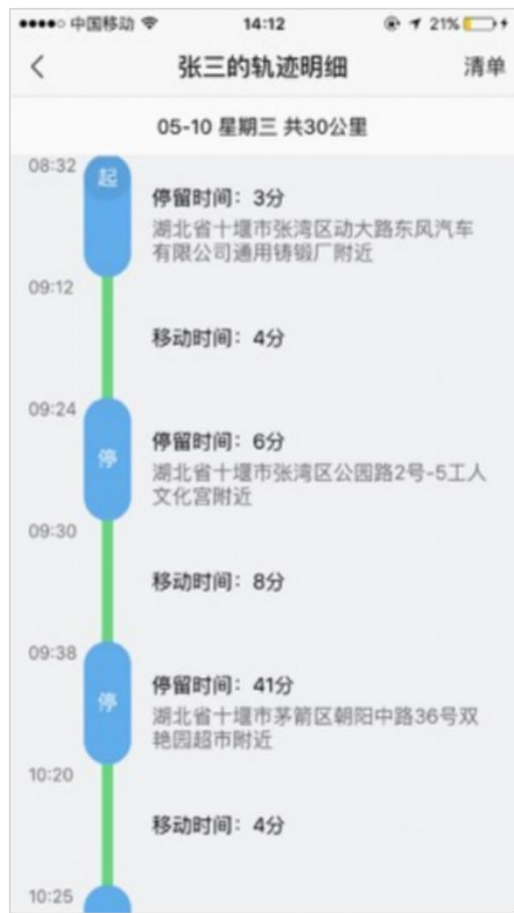 中国移动 14:12 21%
张三的轨迹明细 清单
05-10 星期三 共30公里
08:32
起
停留时间：3分
湖北省十堰市张湾区动大路东风汽车
有限公司通用铸锻厂附近
09:12
移动时间：4分
09:24
停
停留时间：6分
湖北省十堰市张湾区公园路2号-5工人
文化宫附近
09:30
移动时间：8分
09:38
停
停留时间：41分
湖北省十堰市茅箭区朝阳中路36号双
艳园超市附近
10:20
移动时间：4分
10:25